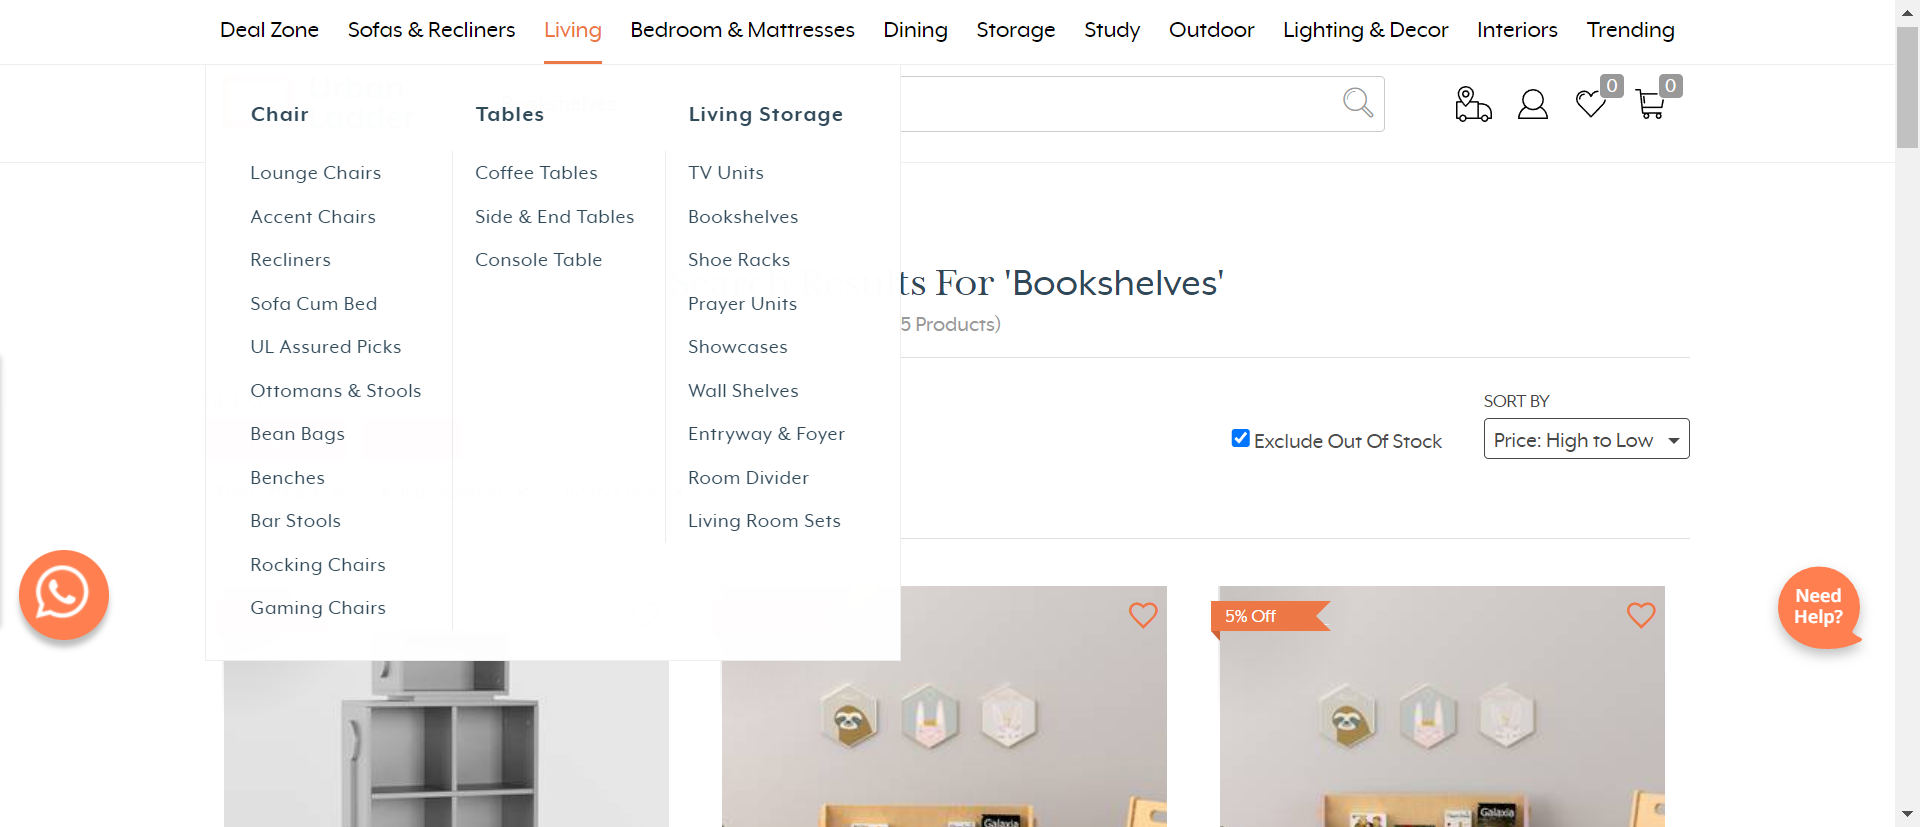 Deal Zone Sofas & Recliners Living Bedroom & Mattresses Dining Storage Study Outdoor Lighting & Decor Interiors Trending
0 0
Chair
Lounge Chairs
Accent Chairs
Recliners
Sofa Cum Bed
UL Assured Picks
Ottomans & Stools
Bean Bags
Benches
Bar Stools
Rocking Chairs
Gaming Chairs
Tables
Coffee Tables
Side & End Tables
Console Table
Living Storage
TV Units
Bookshelves
Shoe Racks
Prayer Units
Showcases
Wall Shelves
Entryway & Foyer
Room Divider
Living Room Sets
Search Results For 'Bookshelves'
5 Products)
SORT BY
Exclude Out Of Stock
Price: High to Low
5% Off
Need
Help?
Galaxia
Galaxia